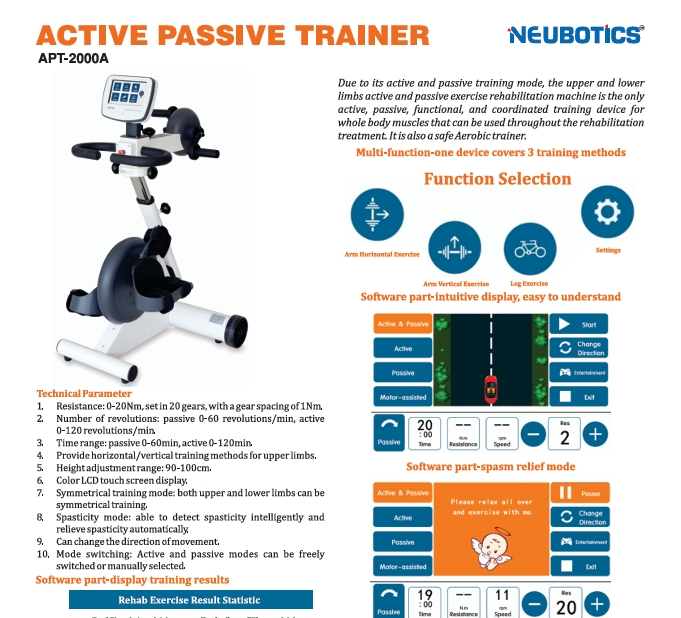 ACTIVE PASSIVE TRAINER
NEUBOTICS
APT-2000A
Due to its active and passive training mode, the upper and lower
limbs active and passive exercise rehabilitation machine is the only
active, passive, functional, and coordinated training device for
whole body muscles that can be used throughout the rehabilitation
treatment. It is also a safe Aerobic trainer.
Multi-function-one device covers 3 training methods
Function Selection
Arm Horizontal Exercise
Arm Vertical Exercise
Leg Exercise
Settings
Software part-intuitive display, easy to understand
Active & Passive
Active
Passive
Motor-assisted
Start
Change
Direction
Entertainment
Exit
Passive
20
: 00
Time
--
N.m
Resistance
--
rpm
Speed
−
Res
2
+
Software part-spasm relief mode
Active & Passive
Active
Passive
Motor-assisted
Please relax all over
and exercise with me.
Pause
Change
Direction
Entertainment
Exit
Passive
19
: 00
Time
--
N.m
Resistance
11
rpm
Speed
−
Res
20
+
Technical Parameter
1. Resistance: 0-20Nm, set in 20 gears, with a gear spacing of 1Nm.
2. Number of revolutions: passive 0-60 revolutions/min, active
0-120 revolutions/min.
3. Time range: passive 0-60min, active 0-120min.
4. Provide horizontal/vertical training methods for upper limbs.
5. Height adjustment range: 90-100cm.
6. Color LCD touch screen display.
7. Symmetrical training mode: both upper and lower limbs can be
symmetrical training.
8. Spasticity mode: able to detect spasticity intelligently and
relieve spasticity automatically.
9. Can change the direction of movement.
10. Mode switching: Active and passive modes can be freely
switched or manually selected.
Software part-display training results
Rehab Exercise Result Statistic